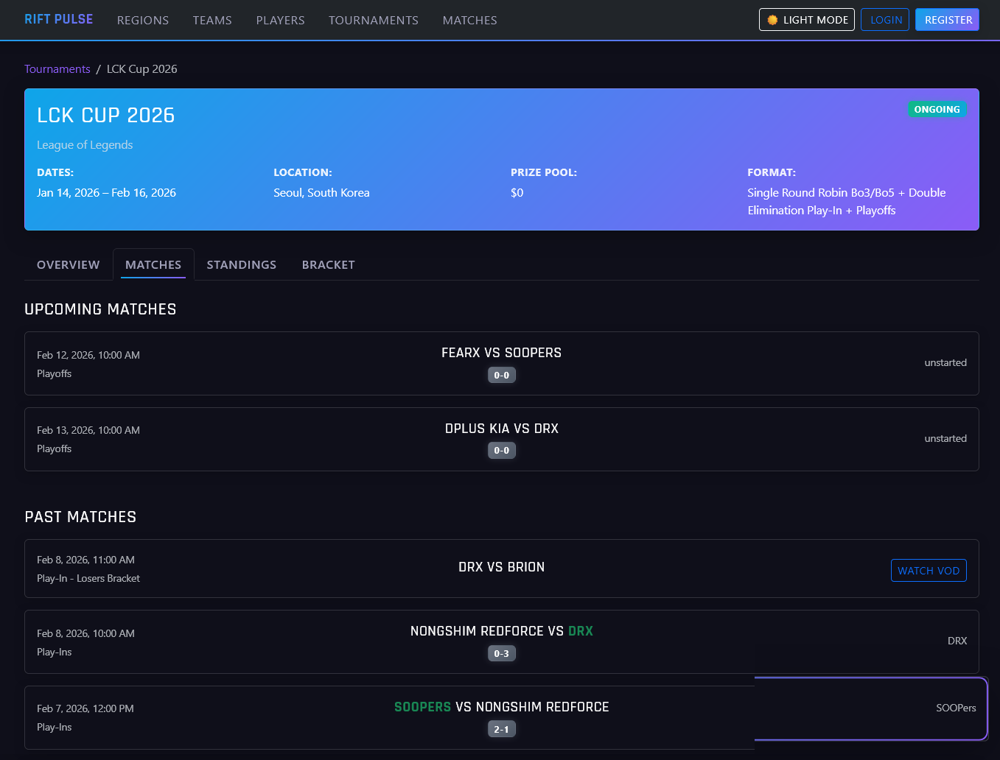 RIFT PULSE REGIONS TEAMS PLAYERS TOURNAMENTS MATCHES LIGHT MODE LOGIN REGISTER
Tournaments / LCK Cup 2026
LCK CUP 2026
ONGOING
League of Legends
DATES:
Jan 14, 2026 – Feb 16, 2026
LOCATION:
Seoul, South Korea
PRIZE POOL:
$0
FORMAT:
Single Round Robin Bo3/Bo5 + Double
Elimination Play-In + Playoffs
OVERVIEW MATCHES STANDINGS BRACKET
UPCOMING MATCHES
Feb 12, 2026, 10:00 AM
Playoffs
FEARX VS SOOPERS
0-0
unstarted
Feb 13, 2026, 10:00 AM
Playoffs
DPLUS KIA VS DRX
0-0
unstarted
PAST MATCHES
Feb 8, 2026, 11:00 AM
Play-In - Losers Bracket
DRX VS BRION
WATCH VOD
Feb 8, 2026, 10:00 AM
Play-Ins
NONGSHIM REDFORCE VS DRX
0-3
DRX
Feb 7, 2026, 12:00 PM
Play-Ins
SOOPERS VS NONGSHIM REDFORCE
2-1
SOOPers